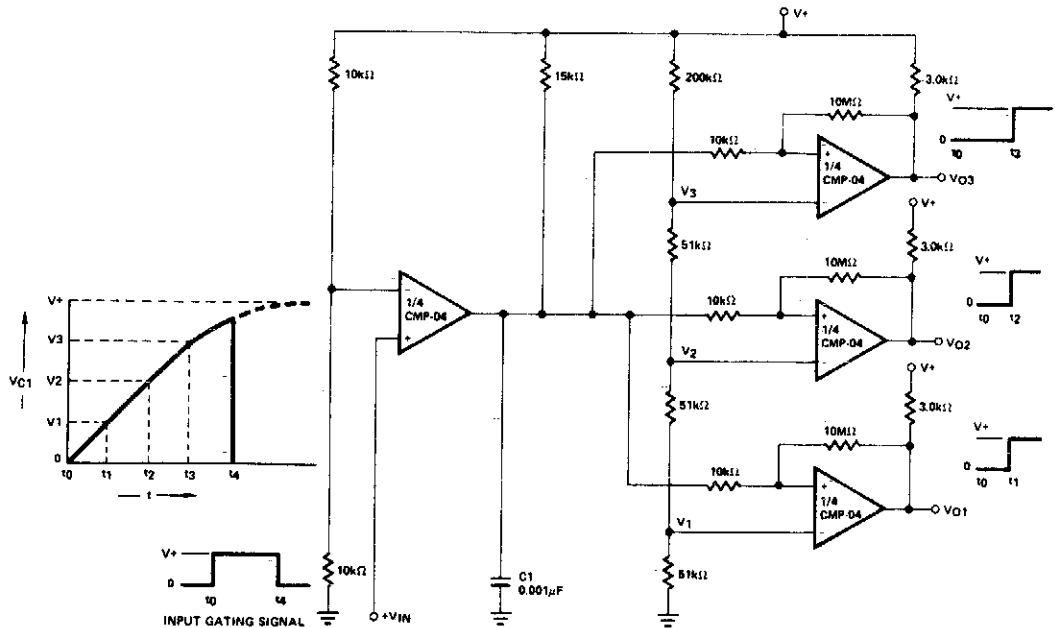 V+
10kΩ
15kΩ
200kΩ
3.0kΩ
10MΩ
10kΩ
+
1/4
CMP-04
−
V+
0
t0
t3
VO3
V3
V+
51kΩ
3.0kΩ
10MΩ
10kΩ
+
1/4
CMP-04
−
V+
0
t0
t2
VO2
V2
−
1/4
CMP-04
+
V+
V3
VC1
V2
V1
0
t0
t1
t2
t3
t4
t
V+
51kΩ
3.0kΩ
10MΩ
10kΩ
+
1/4
CMP-04
−
V+
0
t0
t1
VO1
V1
V+
0
t0
t4
INPUT GATING SIGNAL
10kΩ
+VIN
C1
0.001μF
51kΩ